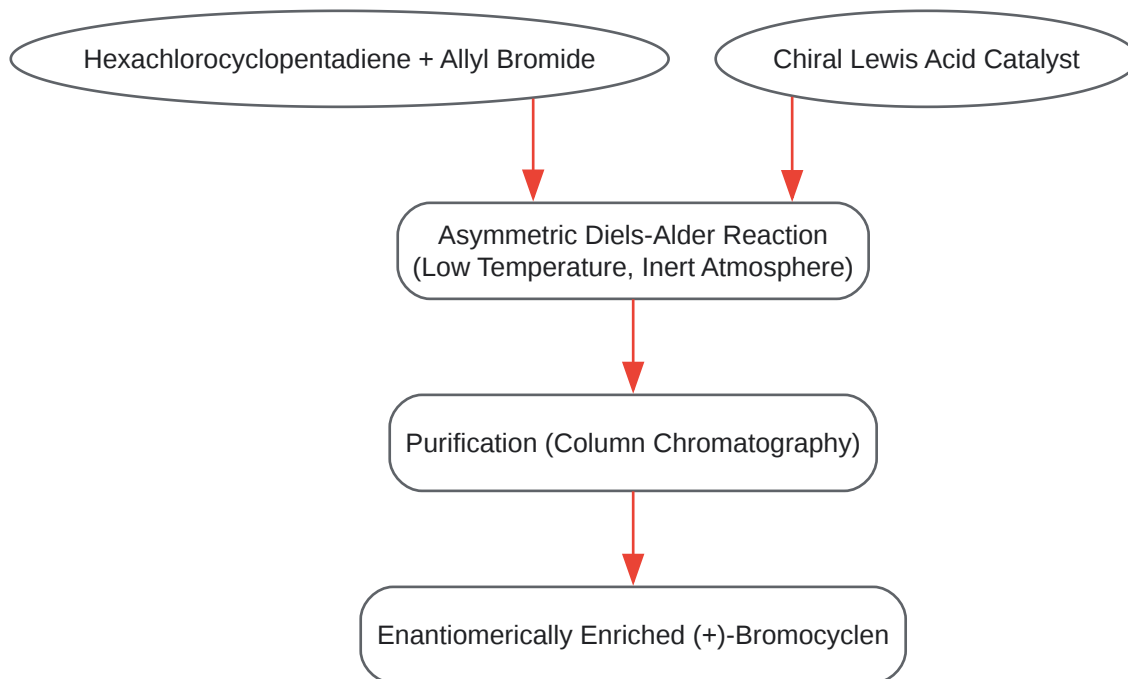 Hexachlorocyclopentadiene + Allyl Bromide
Chiral Lewis Acid Catalyst
Asymmetric Diels-Alder Reaction
(Low Temperature, Inert Atmosphere)
Purification (Column Chromatography)
Enantiomerically Enriched (+)-Bromocyclen